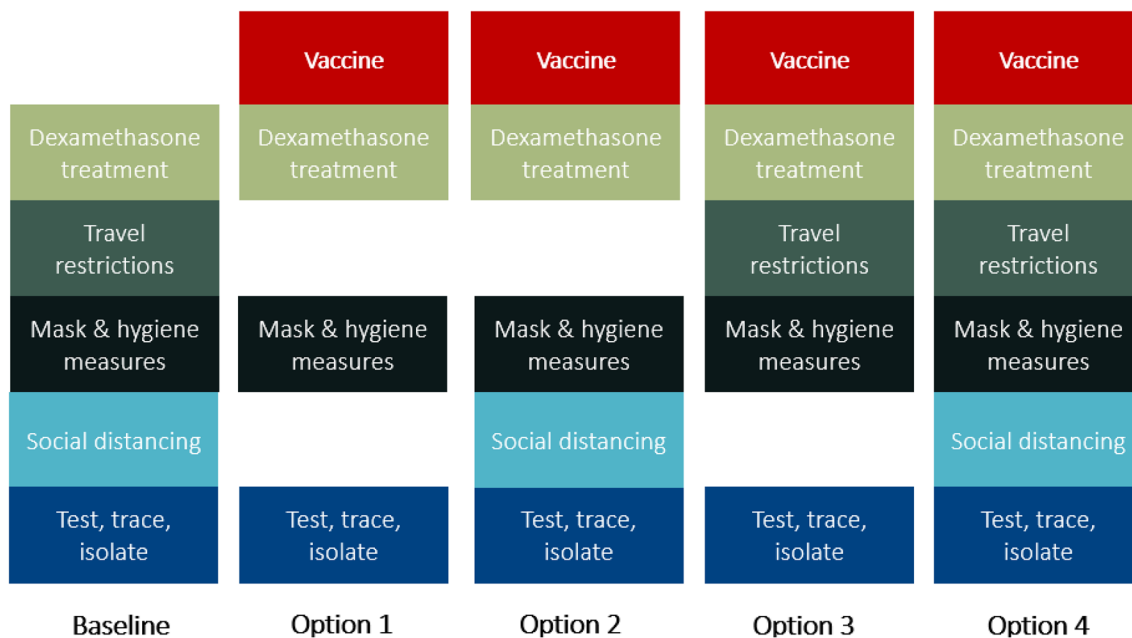 Vaccine Vaccine Vaccine Vaccine
Dexamethasone Dexamethasone Dexamethasone Dexamethasone Dexamethasone
treatment treatment treatment treatment treatment
Travel Travel Travel
restrictions restrictions restrictions
Mask & hygiene Mask & hygiene Mask & hygiene Mask & hygiene Mask & hygiene
measures measures measures measures measures
Social distancing Social distancing Social distancing
Test, trace, Test, trace, Test, trace, Test, trace, Test, trace,
isolate isolate isolate isolate isolate
Baseline Option 1 Option 2 Option 3 Option 4